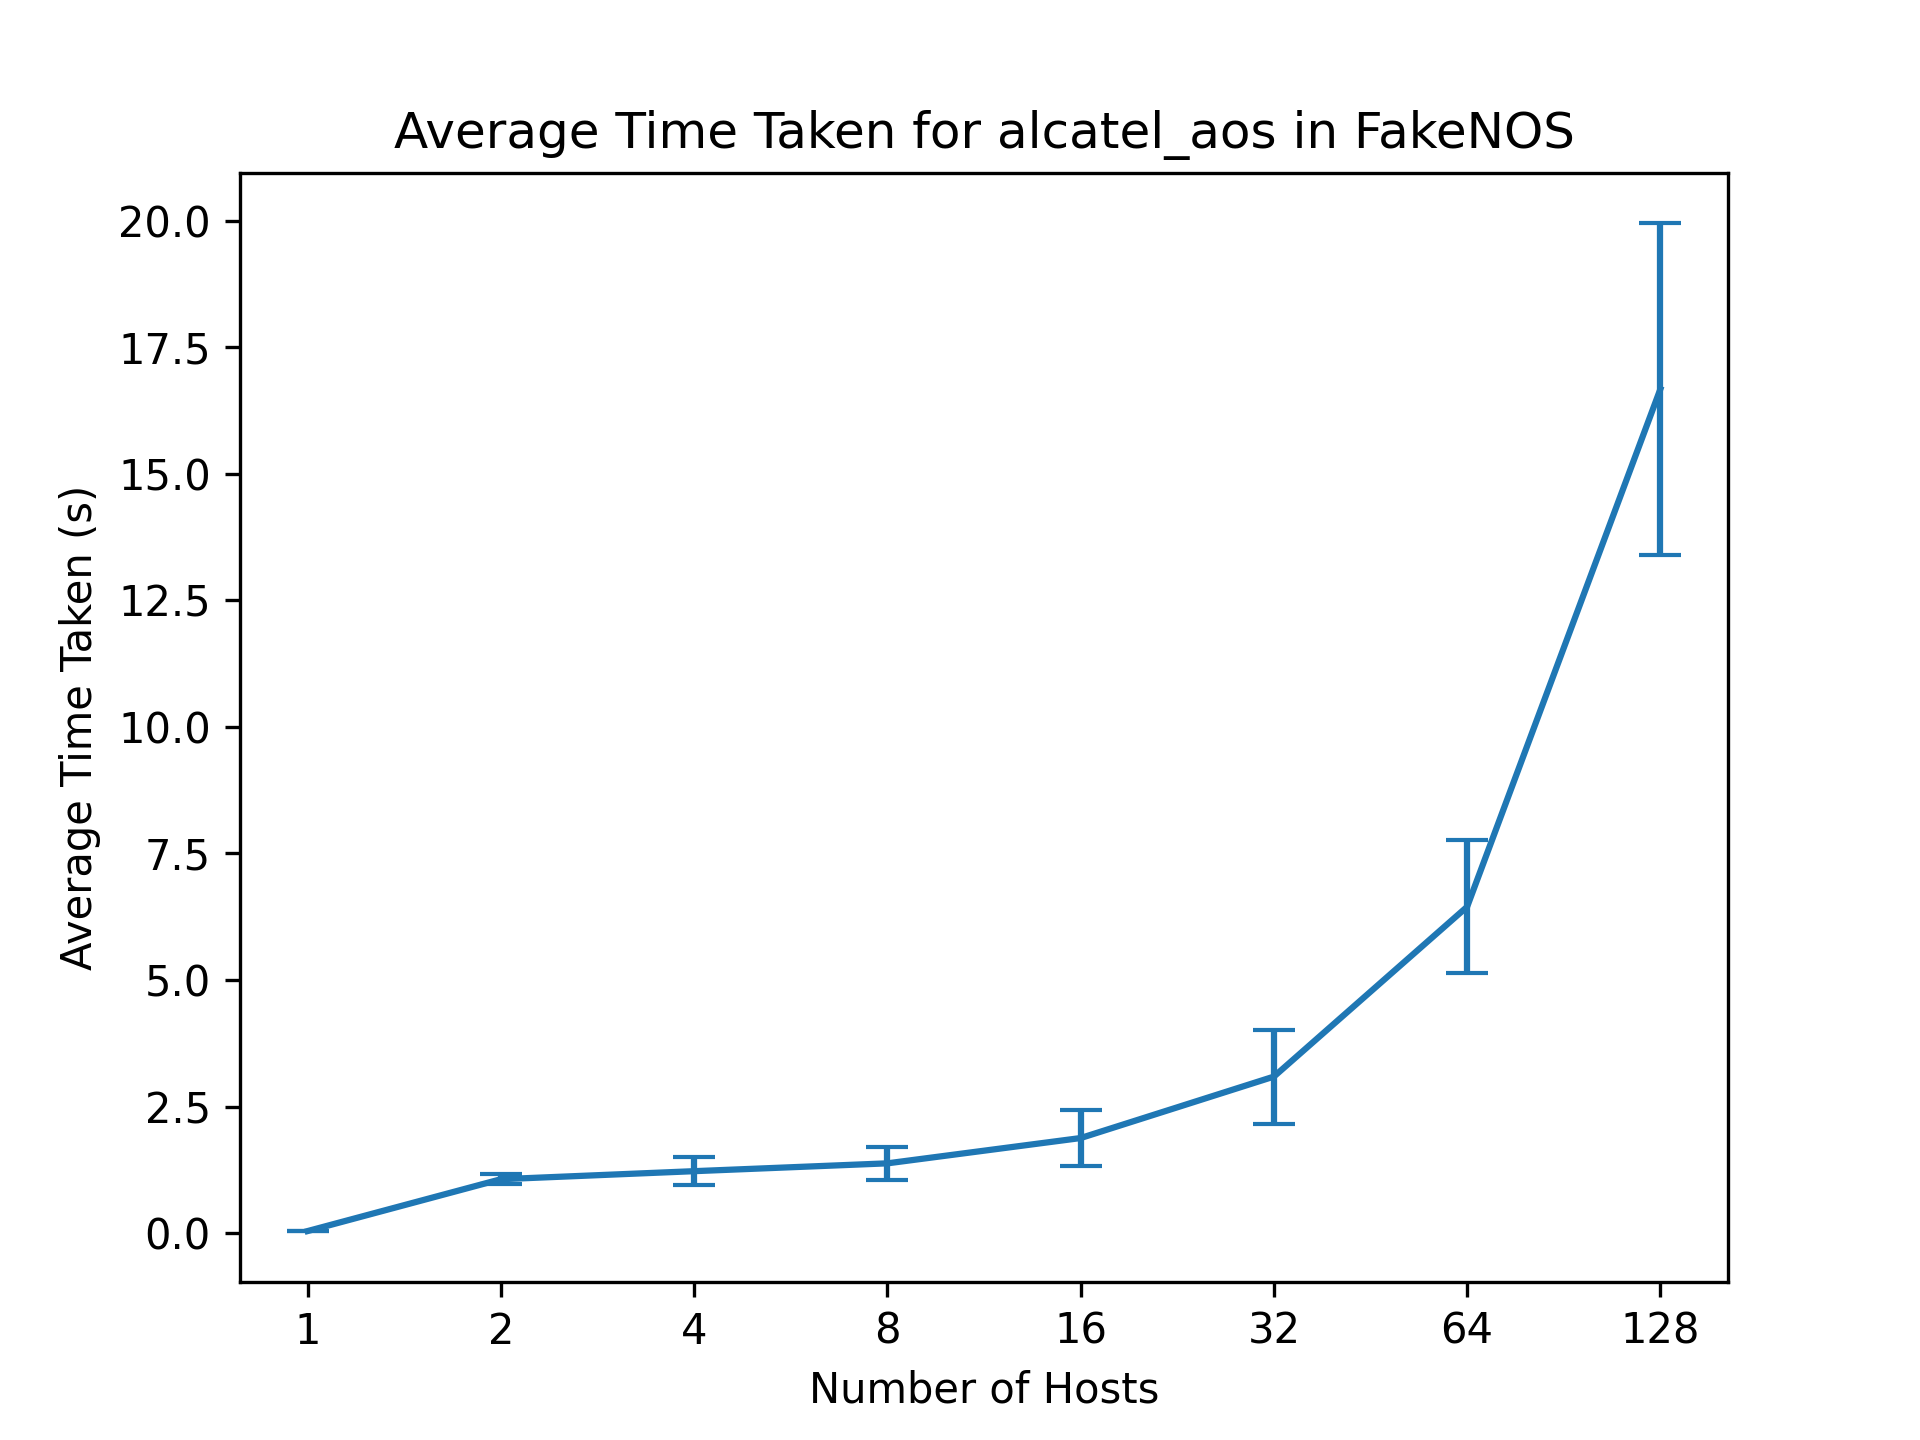 Average Time Taken for alcatel_aos in FakeNOS
Average Time Taken (s)
20.0
17.5
15.0
12.5
10.0
7.5
5.0
2.5
0.0
1 2 4 8 16 32 64 128
Number of Hosts